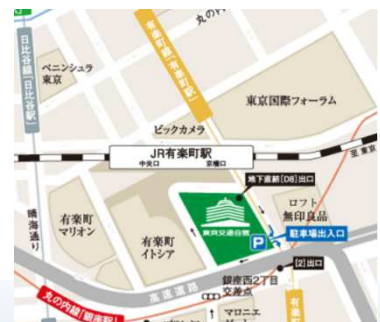 丸の
日比谷線[日比谷駅]
有楽町線[有楽町駅]
ペニンシュラ
東京
東京国際フォーラム
ビックカメラ
JR有楽町駅
中央口
京橋口
至東京
地下直結[D8]出口
晴海通り
有楽町
マリオン
有楽町
イトシア
東京交通会館
ロフト
無印良品
P
駐車場出入口
[2]出口
高速道路
銀座西2丁目
交差点
丸の内線[銀座駅]
マロニエ
有楽